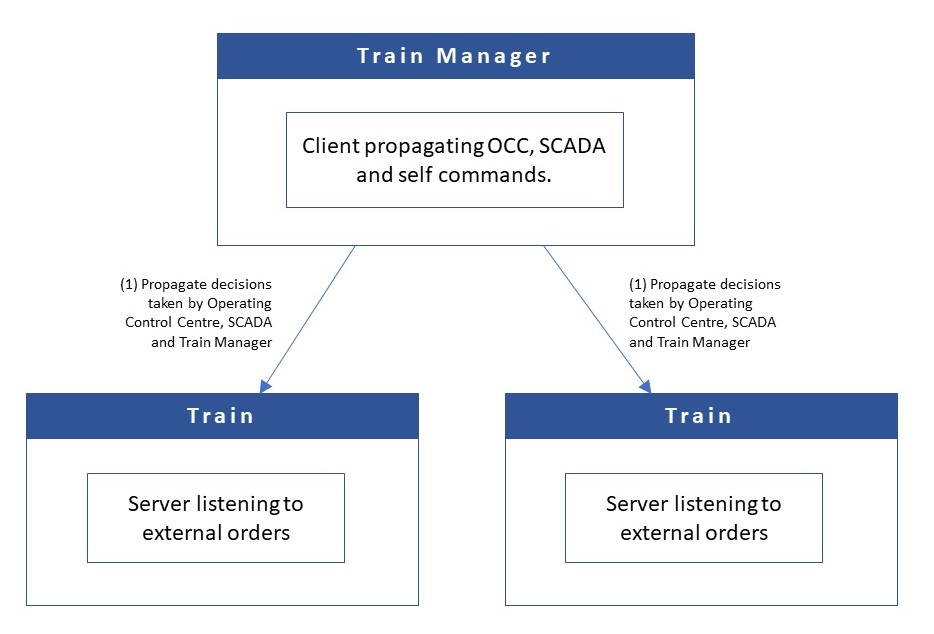 Train Manager
Client propagating OCC, SCADA
and self commands.
(1) Propagate decisions
taken by Operating
Control Centre, SCADA
and Train Manager
(1) Propagate decisions
taken by Operating
Control Centre, SCADA
and Train Manager
Train
Server listening to
external orders
Train
Server listening to
external orders